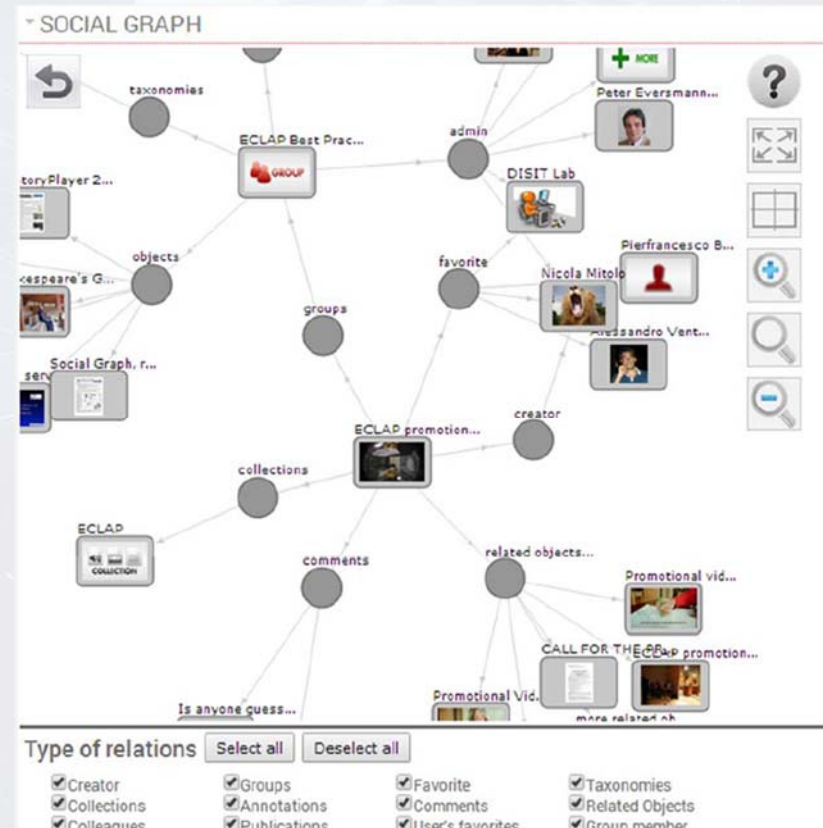 SOCIAL GRAPH
MORE
taxonomies
Peter Eversmann...
admin
ECLAP Best Prac...
GROUP
DISIT Lab
toryPlayer 2...
objects
favorite
Pierfrancesco B...
Nicola Mitolo
kespeare's G...
groups
Alessandro Vent...
Social Graph, r...
serv
creator
ECLAP promotion...
collections
ECLAP
COLLECTION
comments
related objects...
Promotional vid...
CALL FOR THE
ECLAP promotion...
Promotional Vid.
Is anyone guess...
more related ob
Type of relations
Select all
Deselect all
Creator
Groups
Favorite
Taxonomies
Collections
Annotations
Comments
Related Objects
Colleagues
Publications
User's favorites
Group member